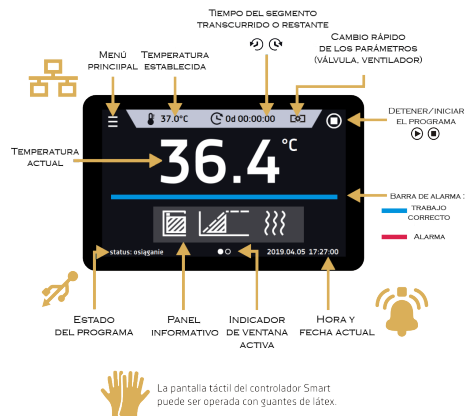 TIEMPO DEL SEGMENTO
TRANSCURRIDO O RESTANTE
CAMBIO RÁPIDO
DE LOS PARÁMETROS
(VÁLVULA, VENTILADOR)
MENÚ
PRINCIIPAL
TEMPERATURA
ESTABLECIDA
37.0°C
0d 00:00:00
DETENER/INICIAR
EL PROGRAMA
TEMPERATURA
ACTUAL
36.4°C
BARRA DE ALARMA :
TRABAJO
CORRECTO
ALARMA
status: osiąganie
2019.04.05 17:27:00
ESTADO
DEL PROGRAMA
PANEL
INFORMATIVO
INDICADOR
DE VENTANA
ACTIVA
HORA Y
FECHA ACTUAL
La pantalla táctil del controlador Smart
puede ser operada con guantes de látex.